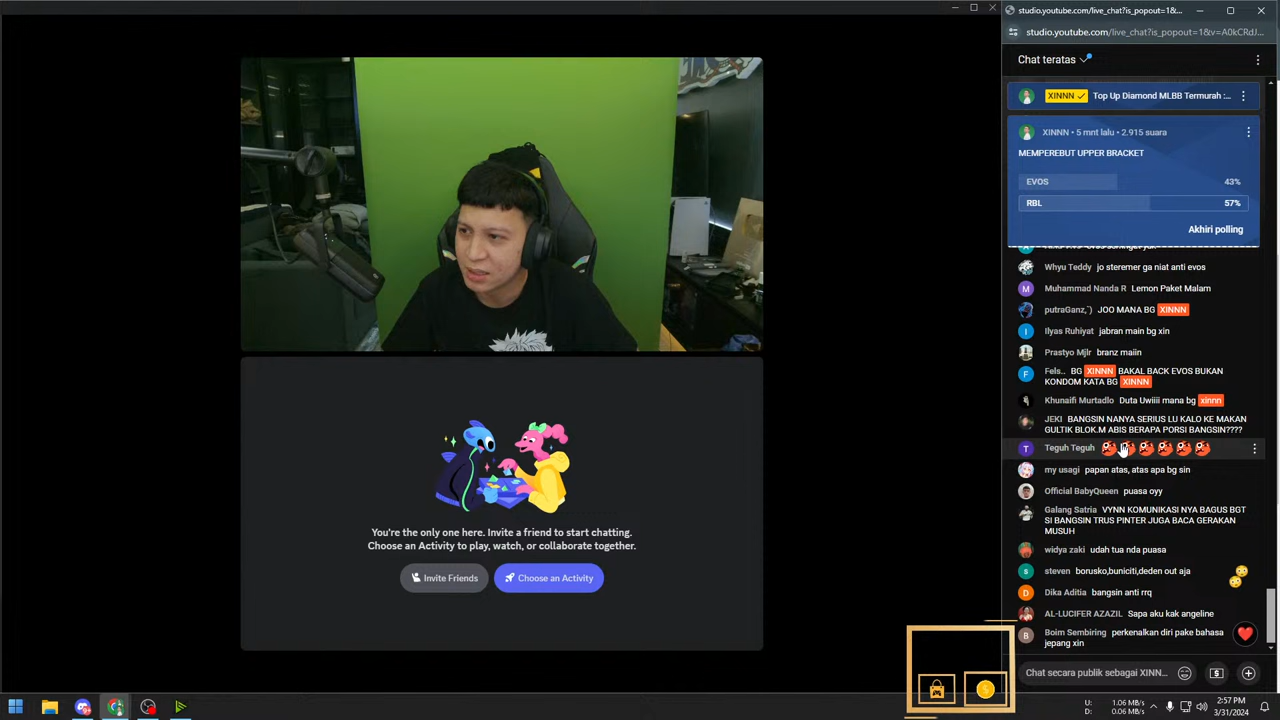 studio.youtube.com/live_chat?is_popout=1&...
studio.youtube.com/live_chat?is_popout=1&v=A0kCRdJ...
Chat teratas
XINNN Top Up Diamond MLBB Termurah :...
XINNN • 5 mnt lalu • 2.915 suara
MEMPEREBUT UPPER BRACKET
EVOS 43%
RBL 57%
Akhiri polling
Whyu Teddy jo steremer ga nial anti evos
Muhammad Nanda R Lemon Paket Malam
putraGanz,`) JOO MANA BG XINNN
Ilyas Ruhiyat jabran main bg xin
Prastyo Mjlr branz maiin
Fels.. BG XINNN BAKAL BACK EVOS BUKAN
KONDOM KATA BG XINNN
Khunaifi Murtadlo Duta Uwiiii mana bg xinnn
JEKI BANGSIN NANYA SERIUS LU KALO KE MAKAN
GULTIK BLOK.M ABIS BERAPA PORSI BANGSIN????
Teguh Teguh
my usagi papan atas, atas apa bg sin
Official BabyQueen puasa oyy
Galang Satria VYNN KOMUNIKASI NYA BAGUS BGT
SI BANGSIN TRUS PINTER JUGA BACA GERAKAN
MUSUH
widya zaki udah tua nda puasa
steven borusko,buniciti,deden out aja
Dika Aditia bangsin anti rrq
AL-LUCIFER AZAZIL Sapa aku kak angeline
Boim Sembiring perkenalkan diri pake bahasa
jepang xin
Chat secara publik sebagai XINN...
You're the only one here. Invite a friend to start chatting.
Choose an Activity to play, watch, or collaborate together.
Invite Friends
Choose an Activity
U: 1.06 MB/s
D: 0.06 MB/s
2:57 PM
3/31/2024